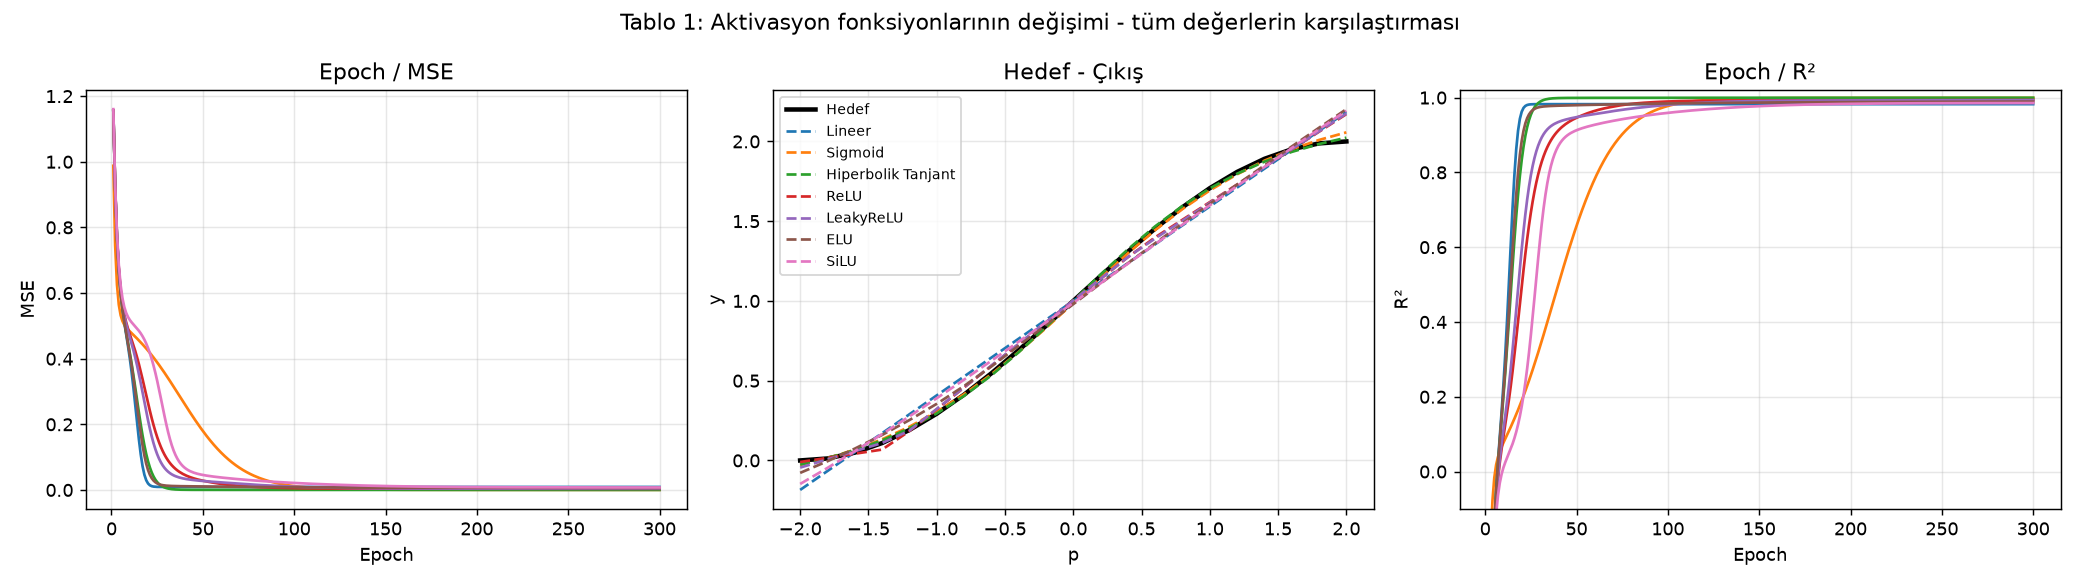 Tablo 1: Aktivasyon fonksiyonlarının değişimi - tüm değerlerin karşılaştırması
Epoch / MSE
1.2
1.0
0.8
0.6
0.4
0.2
0.0
MSE
0 50 100 150 200 250 300
Epoch
Hedef - Çıkış
Hedef
Lineer
Sigmoid
Hiperbolik Tanjant
ReLU
LeakyReLU
ELU
SiLU
2.0
1.5
1.0
0.5
0.0
y
−2.0 −1.5 −1.0 −0.5 0.0 0.5 1.0 1.5 2.0
p
Epoch / R²
1.0
0.8
0.6
0.4
0.2
0.0
R²
0 50 100 150 200 250 300
Epoch